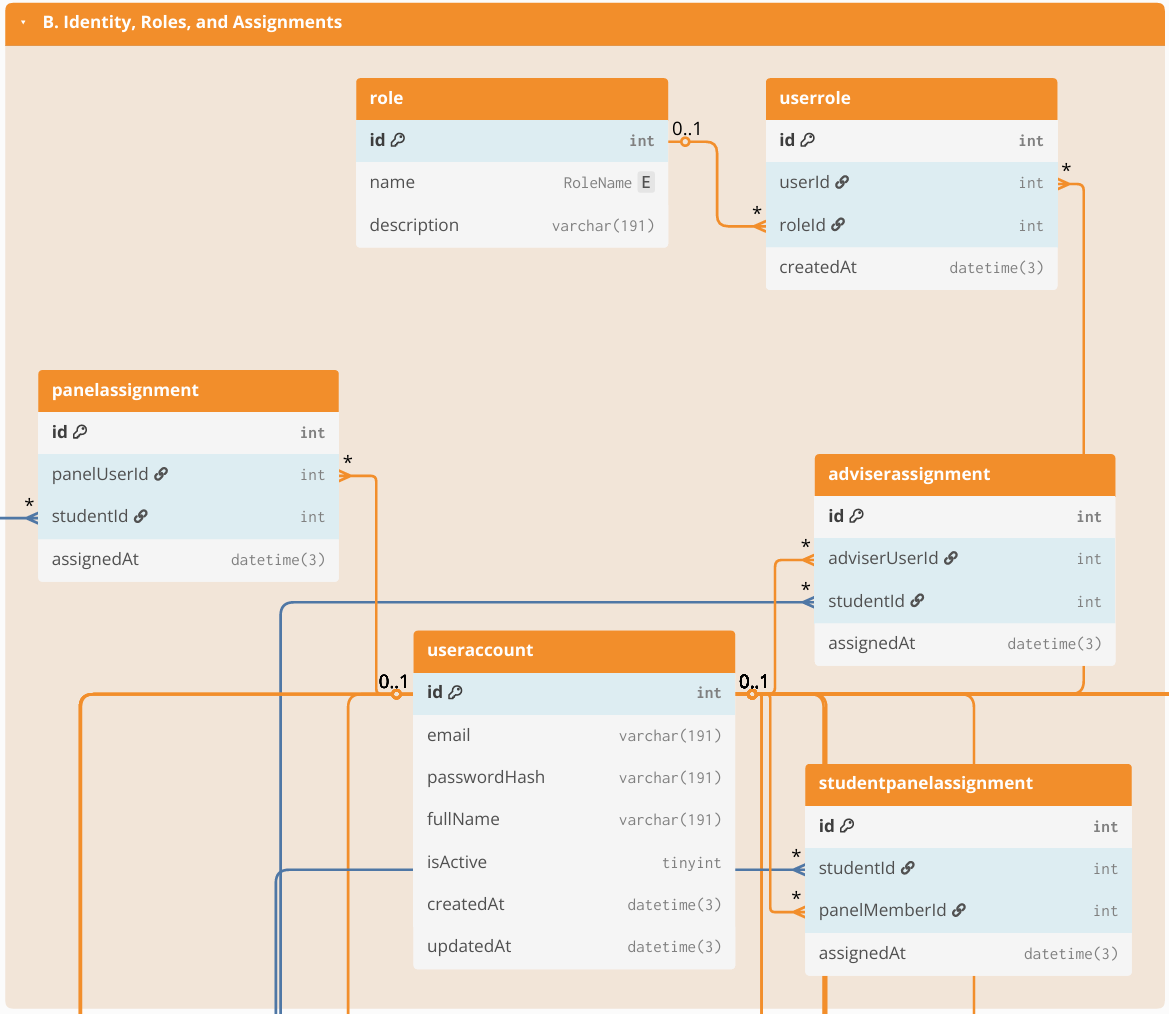 B. Identity, Roles, and Assignments
role
id int
name RoleName E
description varchar(191)
0..1
*
userrole
id int
userId int
roleId int
createdAt datetime(3)
*
panelassignment
id int
panelUserId int
studentId int
assignedAt datetime(3)
*
*
adviserassignment
id int
adviserUserId int
studentId int
assignedAt datetime(3)
*
*
useraccount
id int
email varchar(191)
passwordHash varchar(191)
fullName varchar(191)
isActive tinyint
createdAt datetime(3)
updatedAt datetime(3)
0..1
0..1
studentpanelassignment
id int
studentId int
panelMemberId int
assignedAt datetime(3)
*
*